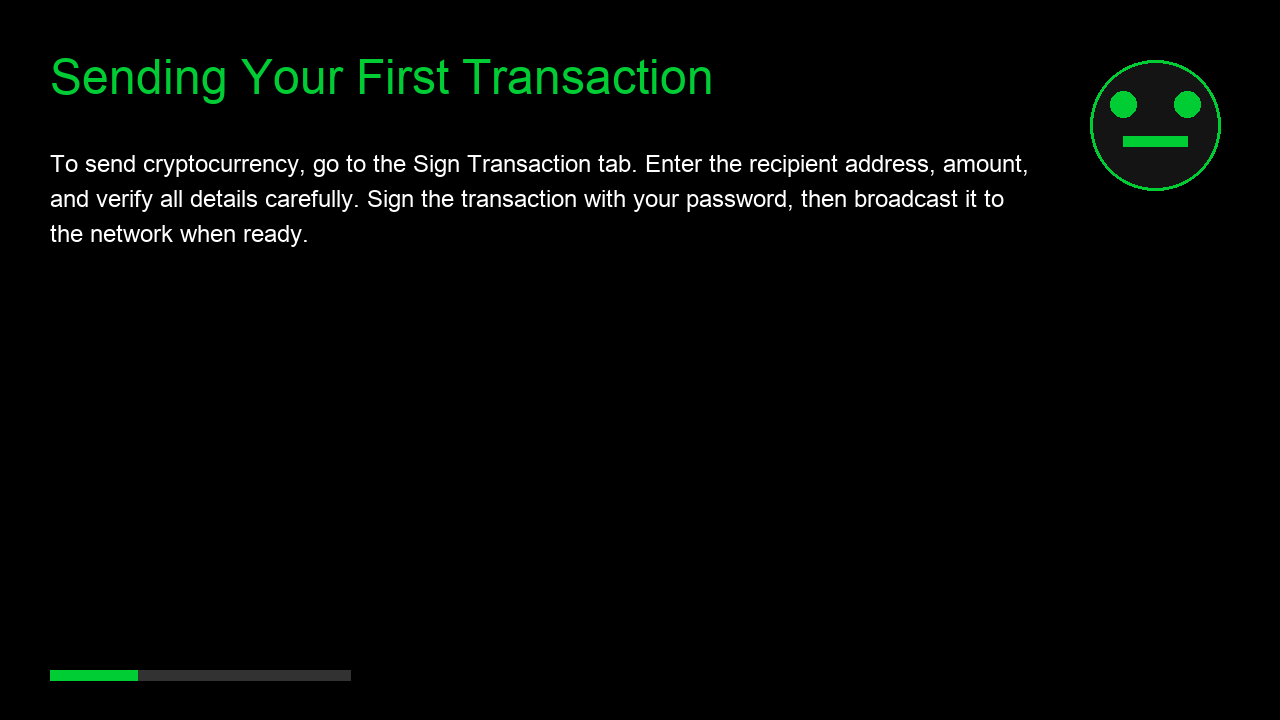 Sending Your First Transaction
To send cryptocurrency, go to the Sign Transaction tab. Enter the recipient address, amount,
and verify all details carefully. Sign the transaction with your password, then broadcast it to
the network when ready.